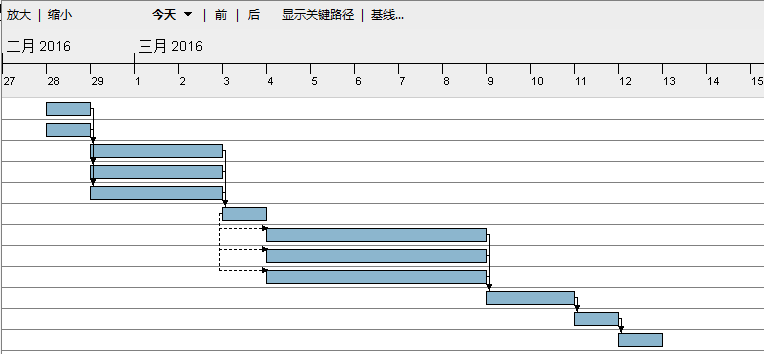 放大 | 缩小 今天 | 前 | 后 显示关键路径 | 基线...
二月 2016 三月 2016
27 28 29 1 2 3 4 5 6 7 8 9 10 11 12 13 14 15